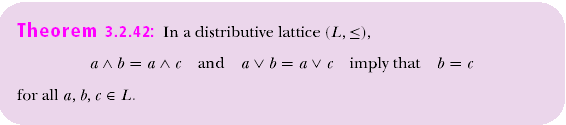 Theorem 3.2.42: In a distributive lattice (L, ≤),
a ∧ b = a ∧ c and a ∨ b = a ∨ c imply that b = c
for all a, b, c ∈ L.